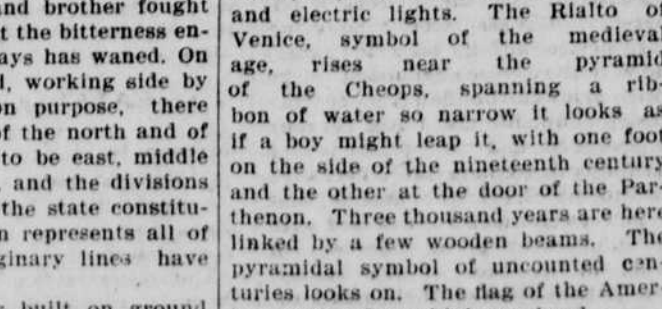 and brother fought
t the bitterness en-
ays has waned. On
l, working side by
n purpose, there
f the north and of
to be east, middle
, and the divisions
the state constitu-
n represents all of
ginary lines have
built on ground
and electric lights. The Rialto of
Venice, symbol of the medieval
age, rises near the pyramid
of the Cheops, spanning a rib-
bon of water so narrow it looks as
if a boy might leap it, with one foot
on the side of the nineteenth century
and the other at the door of the Par-
thenon. Three thousand years are here
linked by a few wooden beams. The
pyramidal symbol of uncounted cen-
turies looks on. The flag of the Amer-